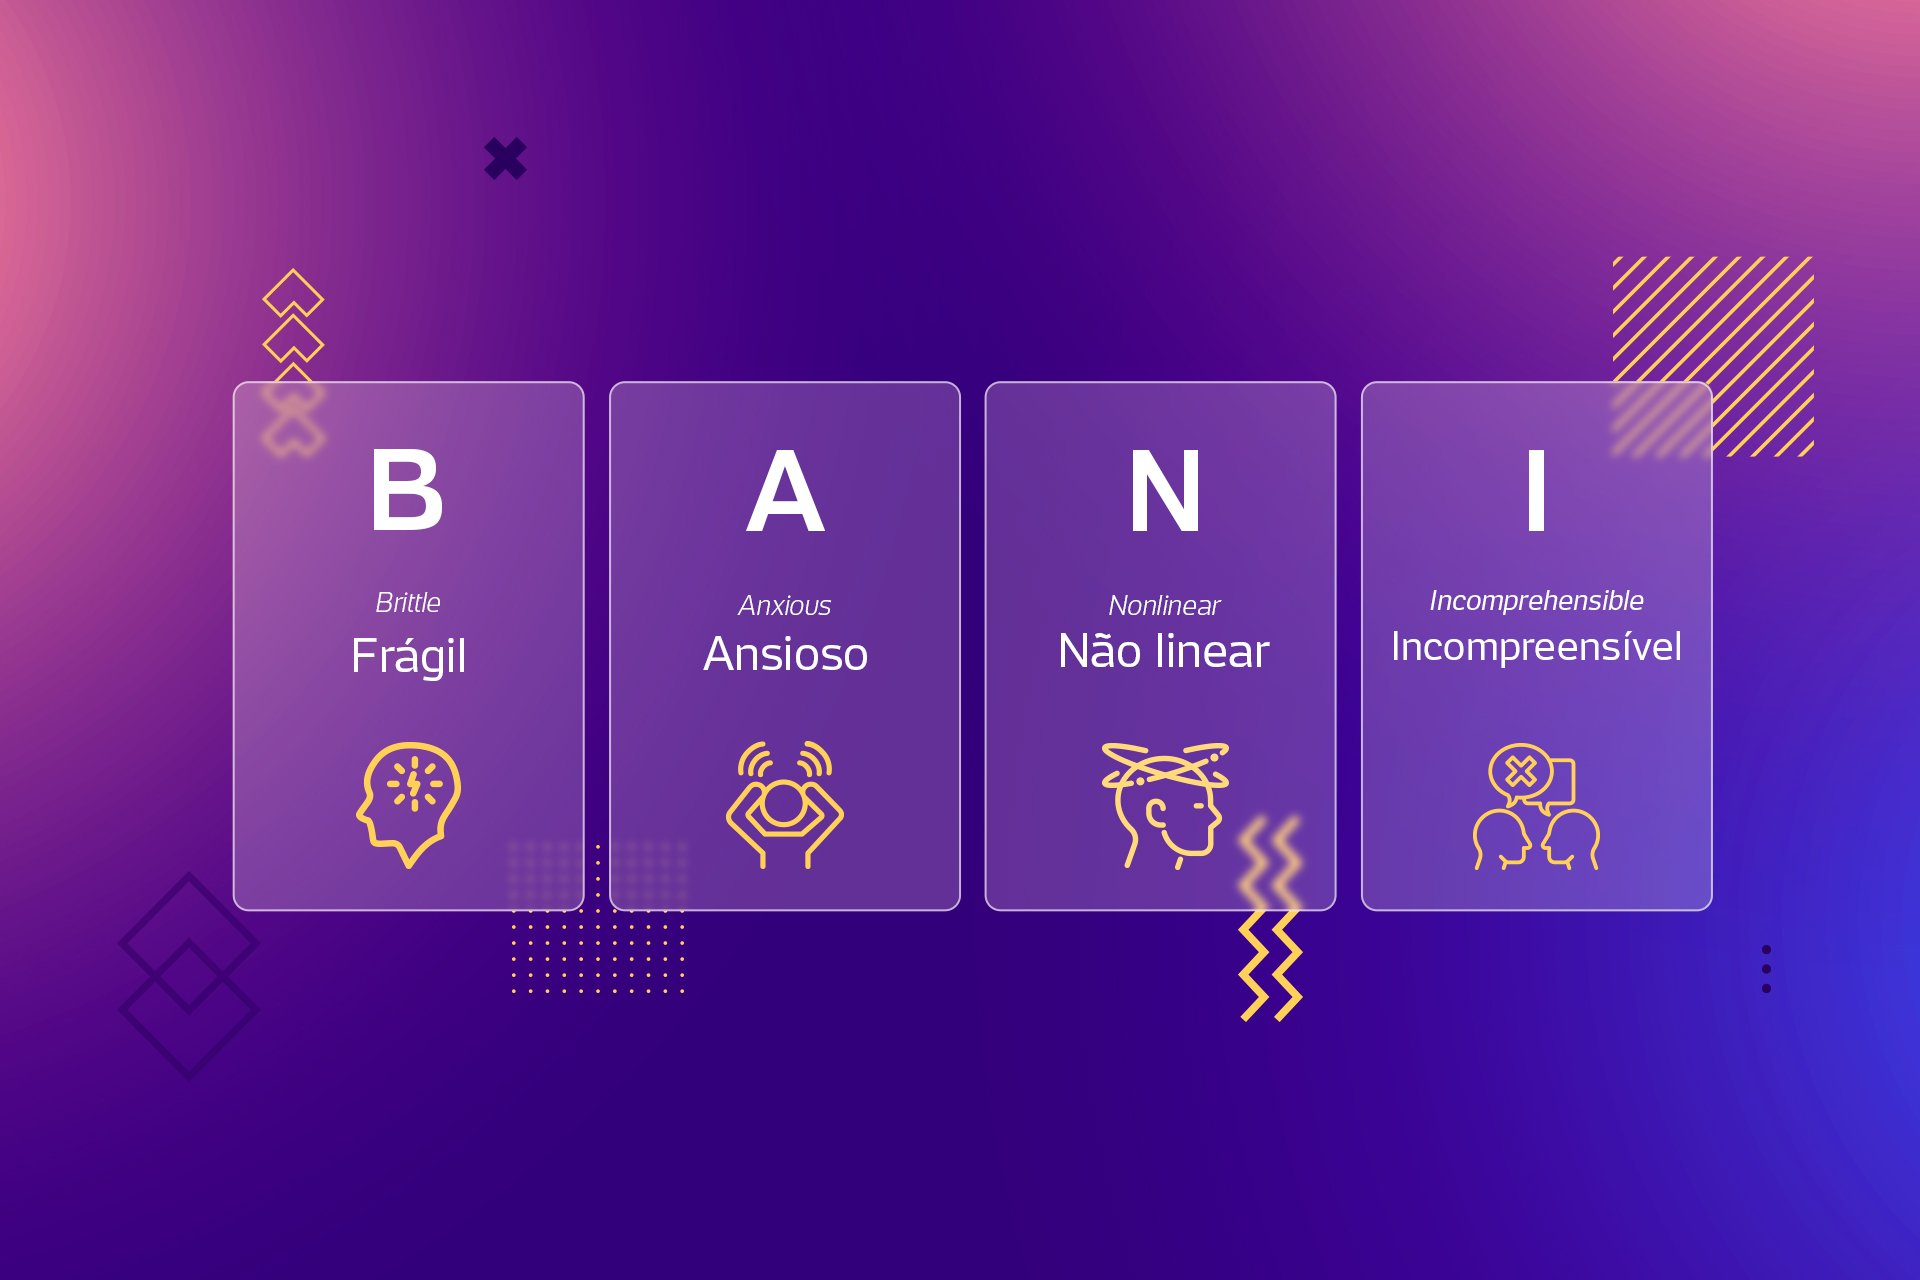 B
Brittle
Frágil
A
Anxious
Ansioso
N
Nonlinear
Não linear
I
Incomprehensible
Incompreensível